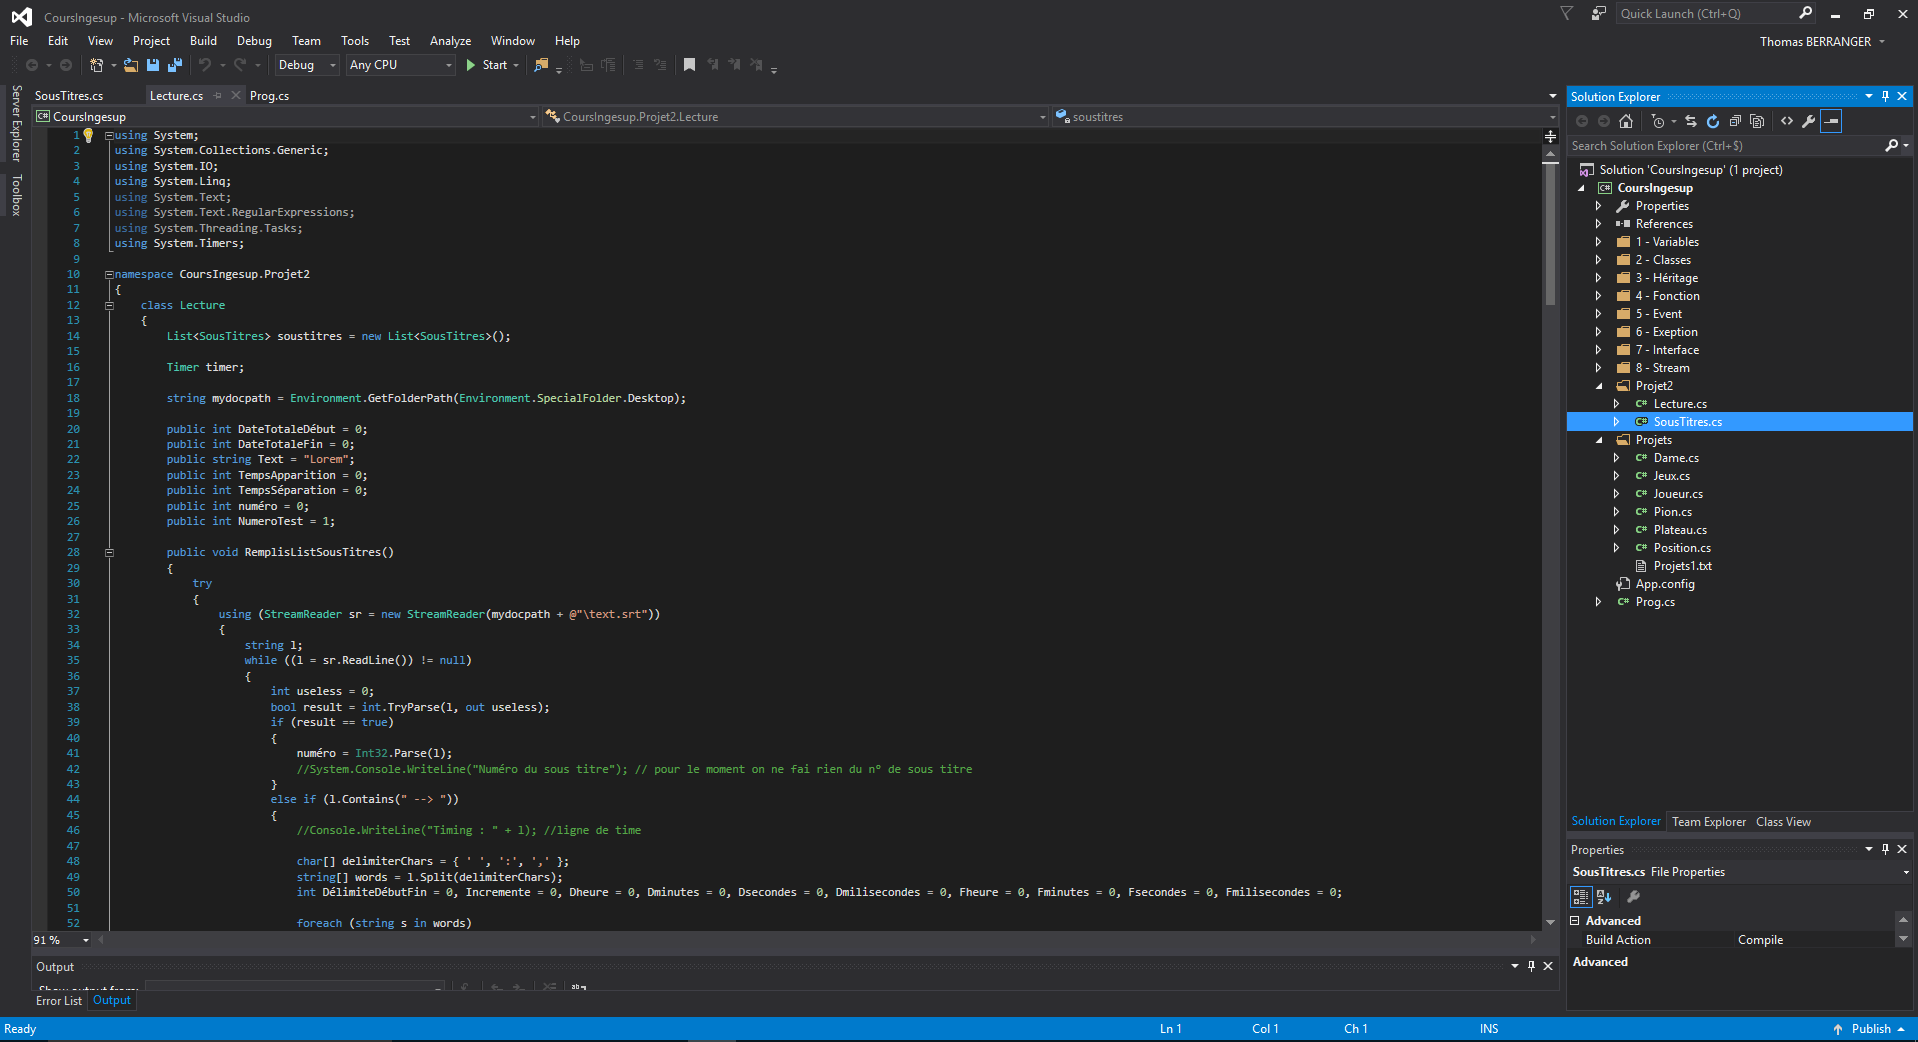 CoursIngesup - Microsoft Visual Studio
Quick Launch (Ctrl+Q)
File Edit View Project Build Debug Team Tools Test Analyze Window Help
Thomas BERRANGER
Debug Any CPU Start
Server Explorer
Toolbox
SousTitres.cs Lecture.cs Prog.cs
CoursIngesup CoursIngesup.Projet2.Lecture soustitres
1 using System;
2 using System.Collections.Generic;
3 using System.IO;
4 using System.Linq;
5 using System.Text;
6 using System.Text.RegularExpressions;
7 using System.Threading.Tasks;
8 using System.Timers;
9
10 namespace CoursIngesup.Projet2
11 {
12 class Lecture
13 {
14 List<SousTitres> soustitres = new List<SousTitres>();
15
16 Timer timer;
17
18 string mydocpath = Environment.GetFolderPath(Environment.SpecialFolder.Desktop);
19
20 public int DateTotaleDébut = 0;
21 public int DateTotaleFin = 0;
22 public string Text = "Lorem";
23 public int TempsApparition = 0;
24 public int TempsSéparation = 0;
25 public int numéro = 0;
26 public int NumeroTest = 1;
27
28 public void RemplisListSousTitres()
29 {
30 try
31 {
32 using (StreamReader sr = new StreamReader(mydocpath + @"\text.srt"))
33 {
34 string l;
35 while ((l = sr.ReadLine()) != null)
36 {
37 int useless = 0;
38 bool result = int.TryParse(l, out useless);
39 if (result == true)
40 {
41 numéro = Int32.Parse(l);
42 //System.Console.WriteLine("Numéro du sous titre"); // pour le moment on ne fai rien du n° de sous titre
43 }
44 else if (l.Contains(" --> "))
45 {
46 //Console.WriteLine("Timing : " + l); //ligne de time
47
48 char[] delimiterChars = { ' ', ':', ',' };
49 string[] words = l.Split(delimiterChars);
50 int DélimiteDébutFin = 0, Incremente = 0, Dheure = 0, Dminutes = 0, Dsecondes = 0, Dmilisecondes = 0, Fheure = 0, Fminutes = 0, Fsecondes = 0, Fmilisecondes = 0;
51
52 foreach (string s in words)
91 %
Output
Show output from:
Error List Output
Solution Explorer
Search Solution Explorer (Ctrl+$)
Solution 'CoursIngesup' (1 project)
CoursIngesup
Properties
References
1 - Variables
2 - Classes
3 - Héritage
4 - Fonction
5 - Event
6 - Exeption
7 - Interface
8 - Stream
Projet2
Lecture.cs
SousTitres.cs
Projets
Dame.cs
Jeux.cs
Joueur.cs
Pion.cs
Plateau.cs
Position.cs
Projets1.txt
App.config
Prog.cs
Solution Explorer Team Explorer Class View
Properties
SousTitres.cs File Properties
Advanced
Build Action Compile
Advanced
Ready Ln 1 Col 1 Ch 1 INS Publish